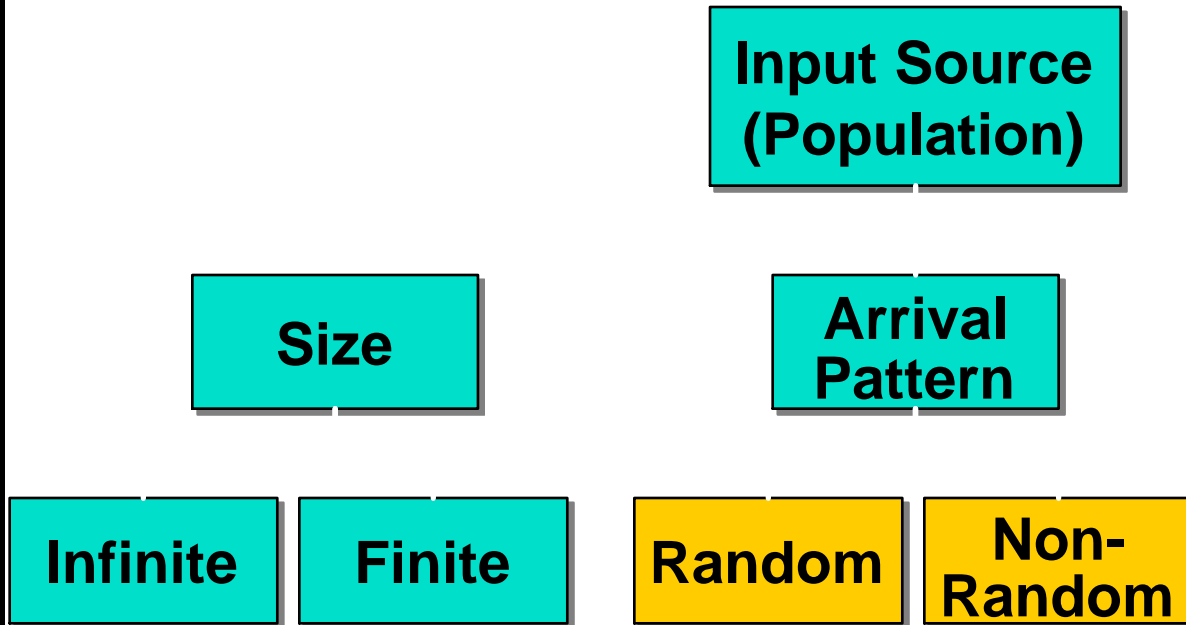 Input Source
(Population)
Size
Arrival
Pattern
Infinite
Finite
Random
Non-
Random